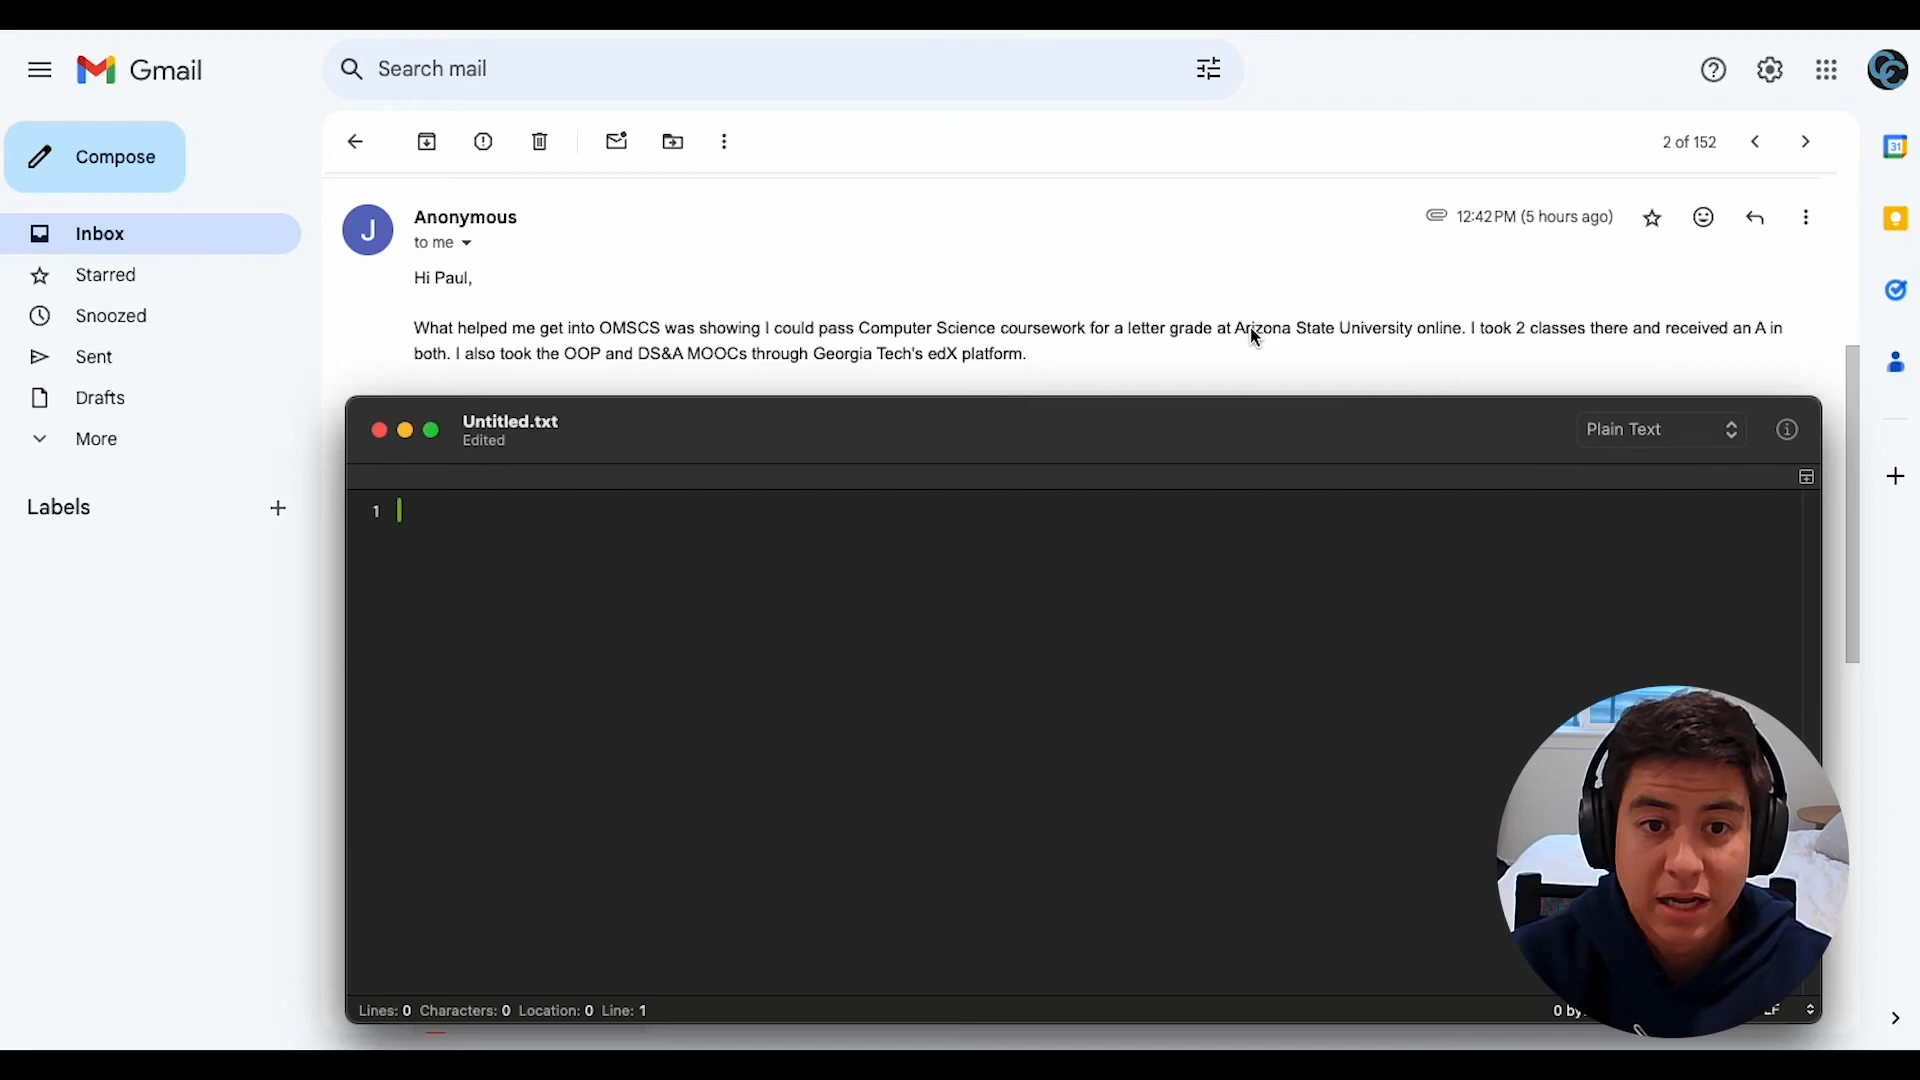 Gmail
Search mail
Compose
2 of 152
31
Inbox
Starred
Snoozed
Sent
Drafts
More
Labels
J
Anonymous
12:42 PM (5 hours ago)
to me
Hi Paul,
What helped me get into OMSCS was showing I could pass Computer Science coursework for a letter grade at Arizona State University online. I took 2 classes there and received an A in
both. I also took the OOP and DS&A MOOCs through Georgia Tech's edX platform.
Untitled.txt
Edited
Plain Text
1
Lines: 0 Characters: 0 Location: 0 Line: 1
0 by